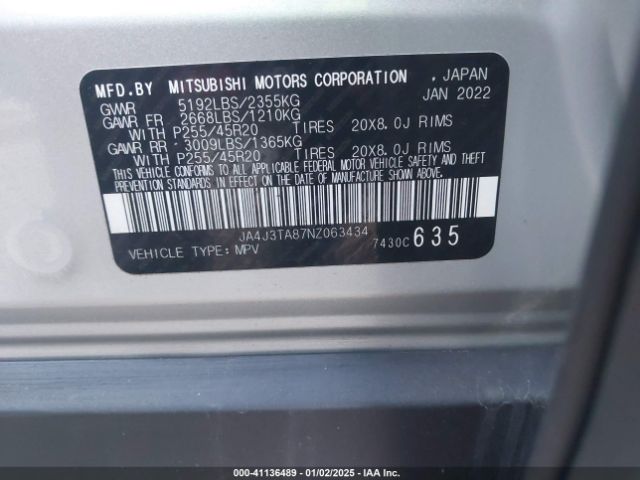 MFD.BY MITSUBISHI MOTORS CORPORATION . JAPAN
GVWR 5192LBS/2355KG JAN 2022
GAWR FR 2668LBS/1210KG
WITH P255/45R20 TIRES 20X8.0J RIMS
GAWR RR 3009LBS/1365KG
WITH P255/45R20 TIRES 20X8.0J RIMS
THIS VEHICLE CONFORMS TO ALL APPLICABLE FEDERAL MOTOR VEHICLE SAFETY AND THEFT
PREVENTION STANDARDS IN EFFECT ON THE DATE OF MANUFACTURE SHOWN ABOVE.
JA4J3TA87NZ063434
VEHICLE TYPE: MPV 7430C 635
000-41136489 - 01/02/2025 - IAA Inc.